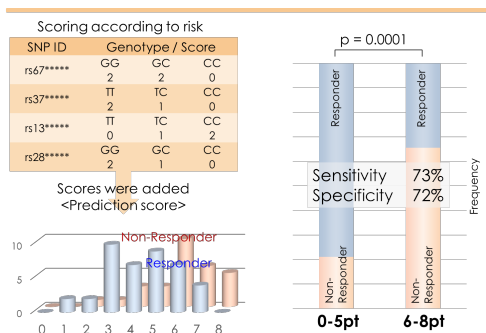 Scoring according to risk
SNP ID Genotype / Score
rs67***** GG GC CC
2 2 0
rs37***** TT TC CC
2 1 0
rs13***** TT TC CC
0 1 2
rs28***** GG GC CC
2 1 0
Scores were added
<Prediction score>
Non-Responder
Responder
10
5
0
0 1 2 3 4 5 6 7 8
p = 0.0001
Responder
Responder
Sensitivity 73%
Specificity 72%
Frequency
Non-
Responder
Non-
Responder
0-5pt 6-8pt